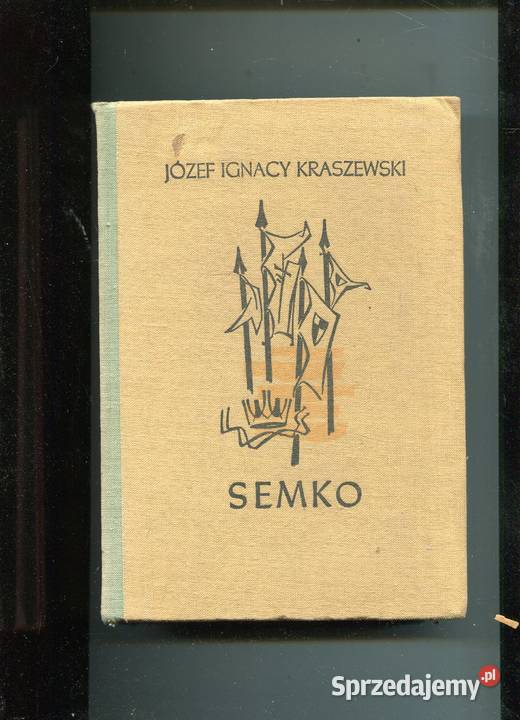 JÓZEF IGNACY KRASZEWSKI
SEMKO
Sprzedajemy.pl